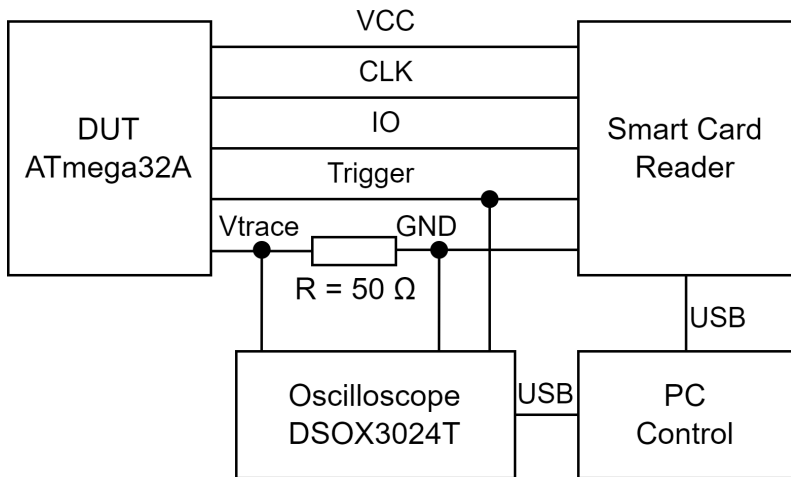 VCC
CLK
DUT
ATmega32A
IO
Smart Card
Reader
Trigger
Vtrace
GND
R = 50 Ω
USB
Oscilloscope
DSOX3024T
USB
PC
Control